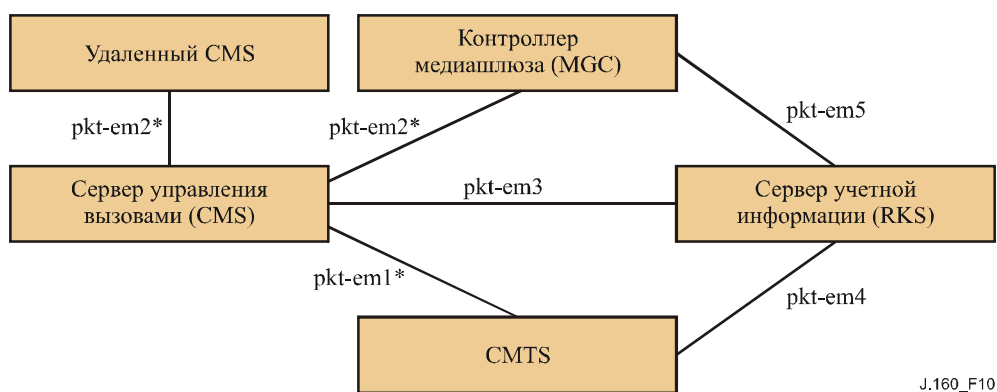 Удаленный CMS
Контроллер
медиашлюза (MGC)
pkt-em2*
pkt-em2*
pkt-em5
Сервер управления
вызовами (CMS)
pkt-em3
Сервер учетной
информации (RKS)
pkt-em1*
pkt-em4
CMTS
J.160_F10